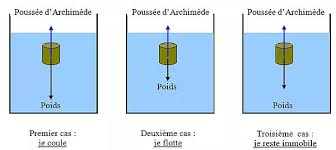 Poussée d'Archimède Poussée d'Archimède Poussée d'Archimède
Poids
Poids
Poids
Premier cas : Deuxième cas : Troisième cas :
je coule je flotte je reste immobile